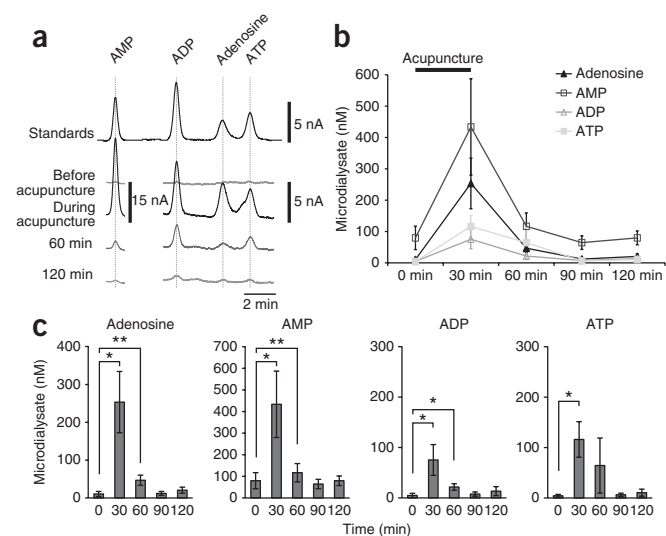 a
AMP
ADP
Adenosine
ATP
Standards
5 nA
Before
acupuncture
During
acupuncture
15 nA
5 nA
60 min
120 min
2 min
b
Acupuncture
Adenosine
AMP
ADP
ATP
Microdialysate (nM)
600
500
400
300
200
100
0
0 min 30 min 60 min 90 min 120 min
c
Adenosine
Microdialysate (nM)
400
300
200
100
0
**
*
0 30 60 90 120
AMP
700
600
500
400
300
200
100
0
**
*
0 30 60 90 120
ADP
300
200
100
0
*
*
0 30 60 90 120
ATP
300
200
100
0
*
0 30 60 90 120
Time (min)